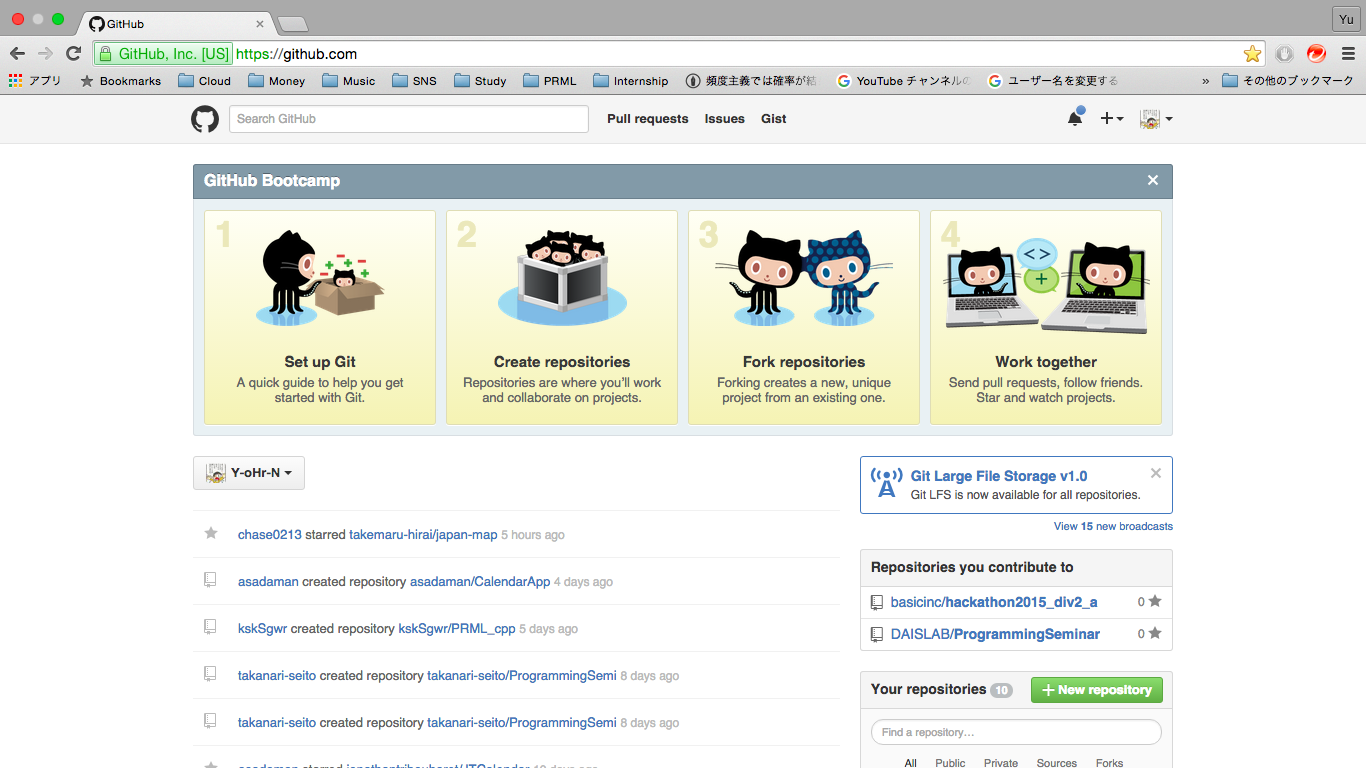 GitHub
Yu
GitHub, Inc. [US] https://github.com
アプリ Bookmarks Cloud Money Music SNS Study PRML Internship 頻度主義では確率が結 YouTube チャンネルの ユーザー名を変更する » その他のブックマーク
Search GitHub Pull requests Issues Gist
GitHub Bootcamp
1 2 3 4
Set up Git
A quick guide to help you get
started with Git.
Create repositories
Repositories are where you'll work
and collaborate on projects.
Fork repositories
Forking creates a new, unique
project from an existing one.
Work together
Send pull requests, follow friends.
Star and watch projects.
Y-oHr-N
chase0213 starred takemaru-hirai/japan-map 5 hours ago
asadaman created repository asadaman/CalendarApp 4 days ago
kskSgwr created repository kskSgwr/PRML_cpp 5 days ago
takanari-seito created repository takanari-seito/ProgrammingSemi 8 days ago
takanari-seito created repository takanari-seito/ProgrammingSemi 8 days ago
Git Large File Storage v1.0
Git LFS is now available for all repositories.
View 15 new broadcasts
Repositories you contribute to
basicinc/hackathon2015_div2_a 0
DAISLAB/ProgrammingSeminar 0
Your repositories 10 New repository
Find a repository…
All Public Private Sources Forks